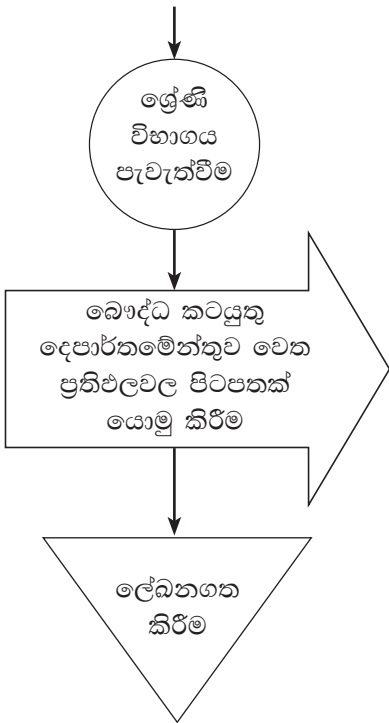 ශ්‍රේණි
විභාගය
පැවැත්වීම
බෞද්ධ කටයුතු
දෙපාර්තමේන්තුව වෙත
ප්‍රතිඵලවල පිටපතක්
යොමු කිරීම
ලේඛනගත
කිරීම